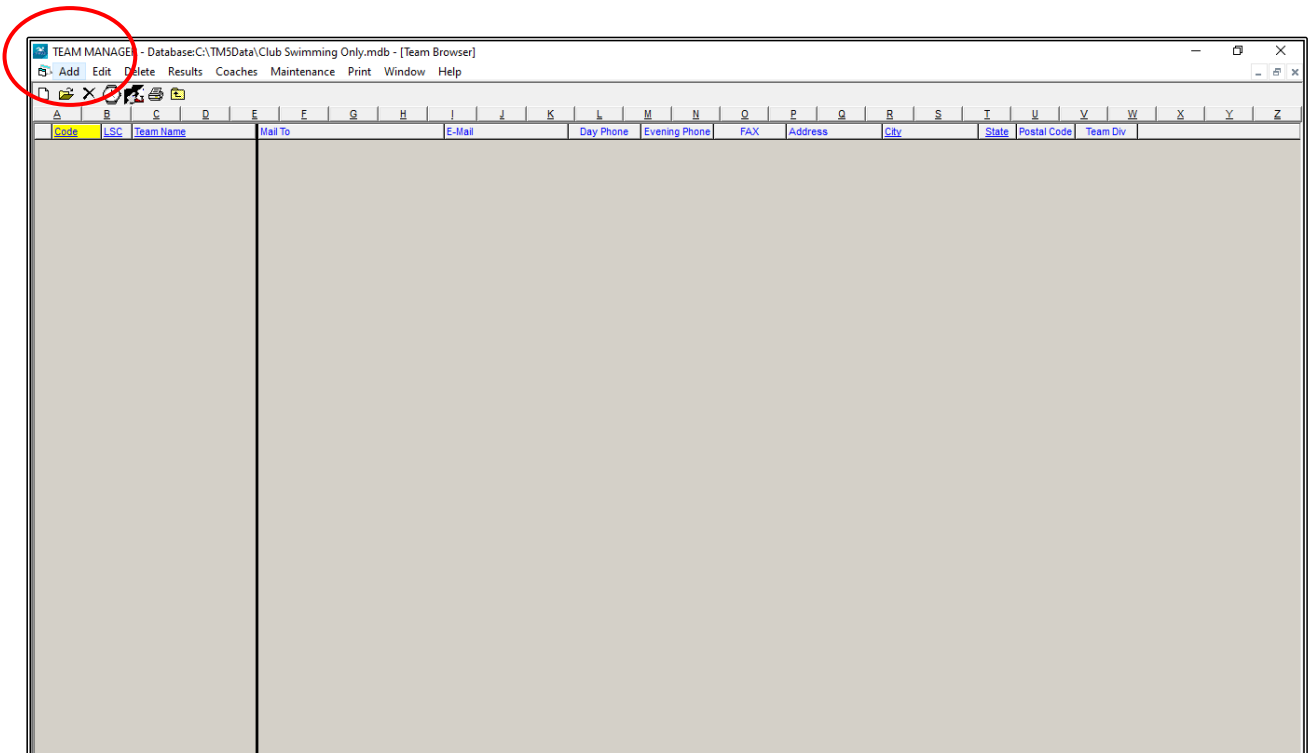 TEAM MANAGER - Database:C:\TM5Data\Club Swimming Only.mdb - [Team Browser]
Add Edit Delete Results Coaches Maintenance Print Window Help
A B C D E F G H I J K L M N O P Q R S T U V W X Y Z
Code LSC Team Name Mail To E-Mail Day Phone Evening Phone FAX Address City State Postal Code Team Div